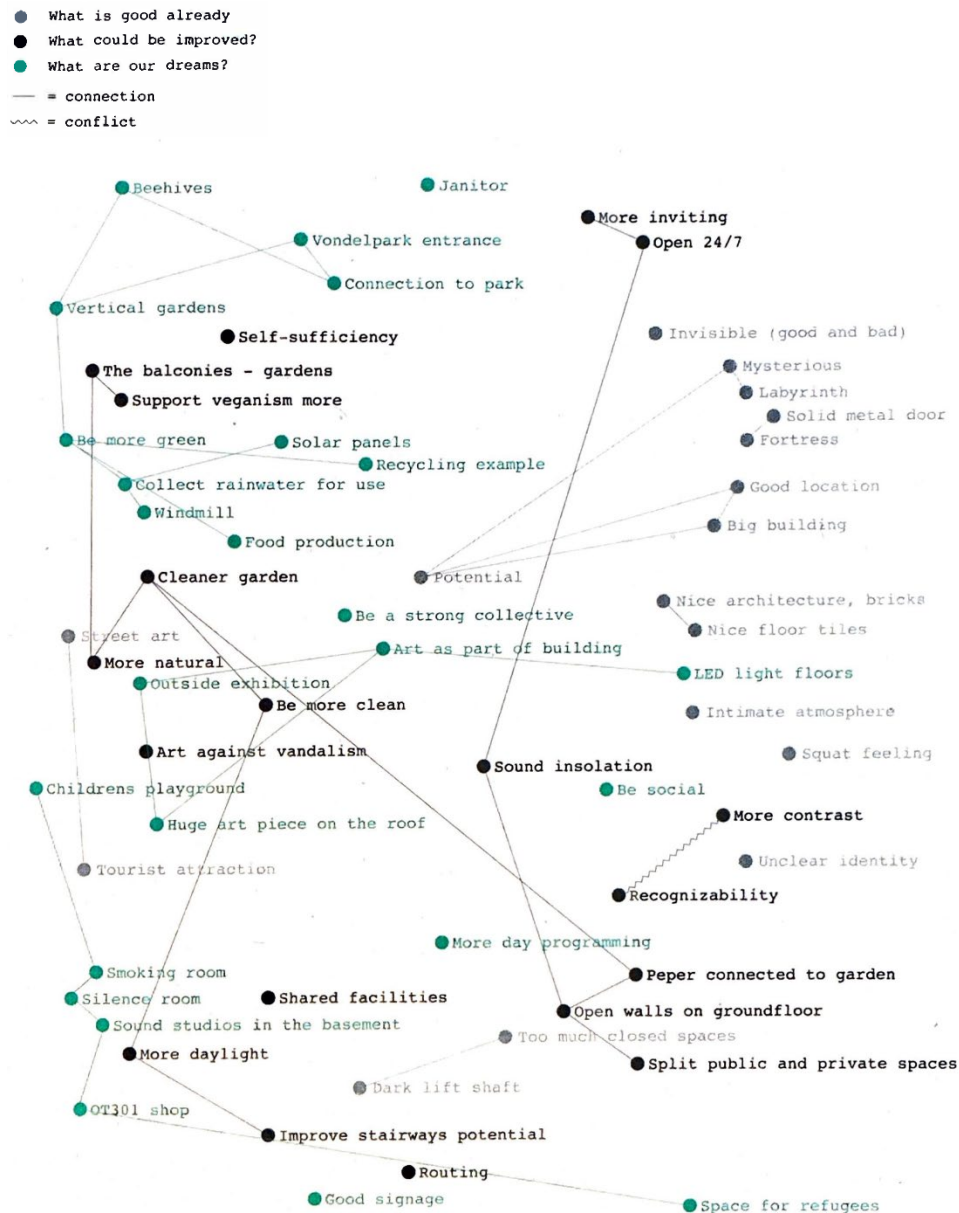 What is good already
What could be improved?
What are our dreams?
= connection
= conflict
Beehives
Janitor
More inviting
Vondelpark entrance
Open 24/7
Connection to park
Vertical gardens
Self-sufficiency
Invisible (good and bad)
The balconies - gardens
Mysterious
Support veganism more
Labyrinth
Solid metal door
Be more green
Solar panels
Fortress
Recycling example
Collect rainwater for use
Good location
Windmill
Big building
Food production
Cleaner garden
Potential
Nice architecture, bricks
Be a strong collective
Nice floor tiles
Street art
Art as part of building
More natural
LED light floors
Outside exhibition
Be more clean
Intimate atmosphere
Art against vandalism
Squat feeling
Sound insolation
Childrens playground
Be social
More contrast
Huge art piece on the roof
Unclear identity
Tourist attraction
Recognizability
More day programming
Smoking room
Peper connected to garden
Silence room
Shared facilities
Open walls on groundfloor
Sound studios in the basement
Too much closed spaces
More daylight
Split public and private spaces
Dark lift shaft
OT301 shop
Improve stairways potential
Routing
Good signage
Space for refugees